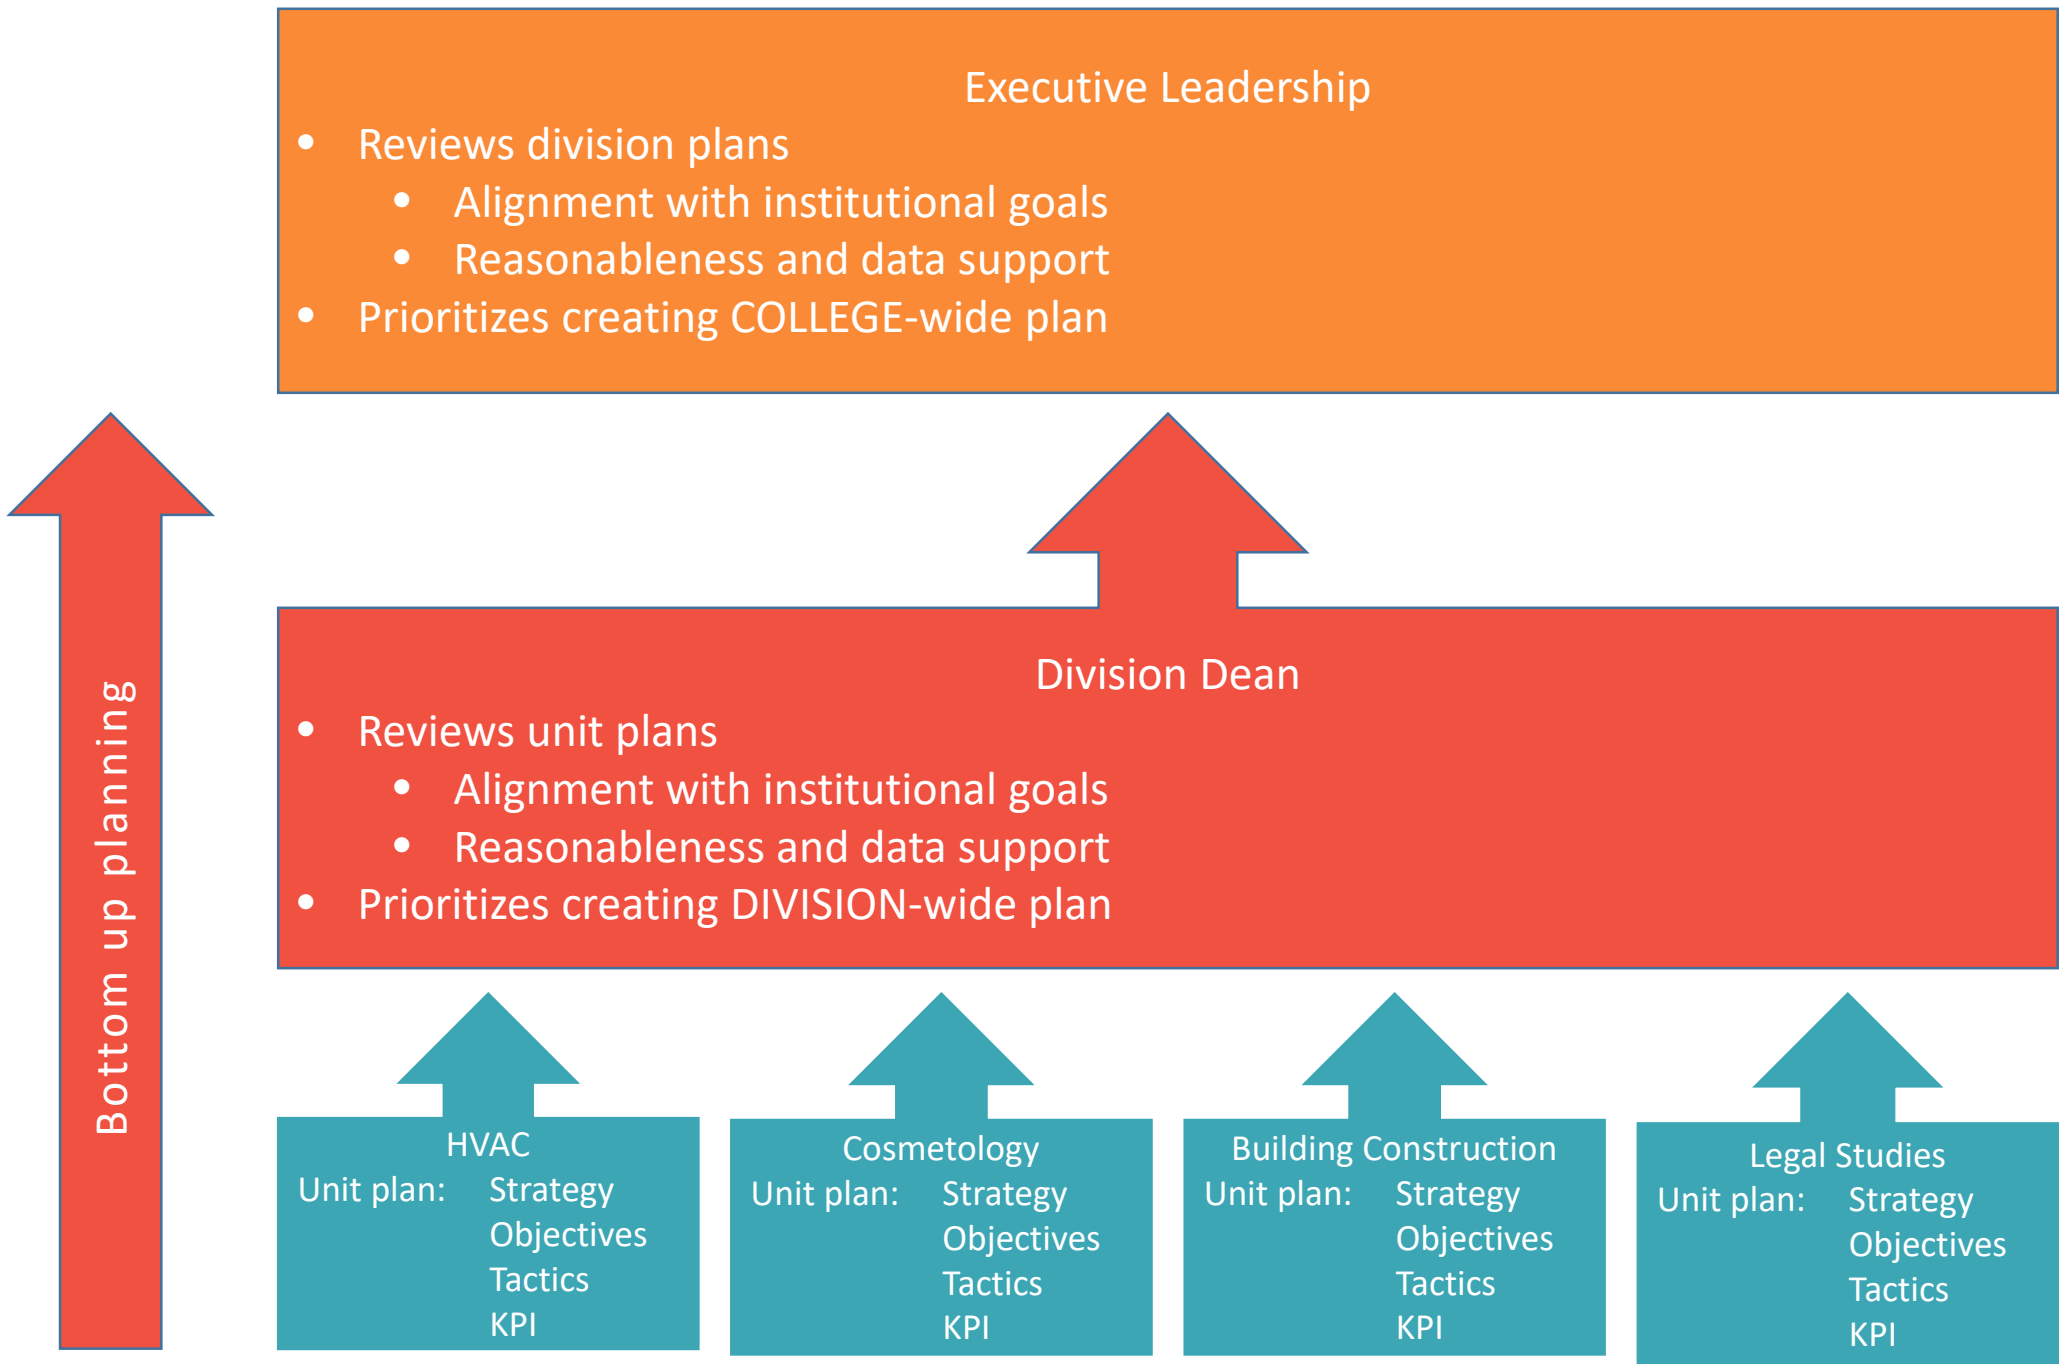 Executive Leadership
• Reviews division plans
• Alignment with institutional goals
• Reasonableness and data support
• Prioritizes creating COLLEGE-wide plan
Bottom up planning
Division Dean
• Reviews unit plans
• Alignment with institutional goals
• Reasonableness and data support
• Prioritizes creating DIVISION-wide plan
HVAC
Unit plan: Strategy
Objectives
Tactics
KPI
Cosmetology
Unit plan: Strategy
Objectives
Tactics
KPI
Building Construction
Unit plan: Strategy
Objectives
Tactics
KPI
Legal Studies
Unit plan: Strategy
Objectives
Tactics
KPI